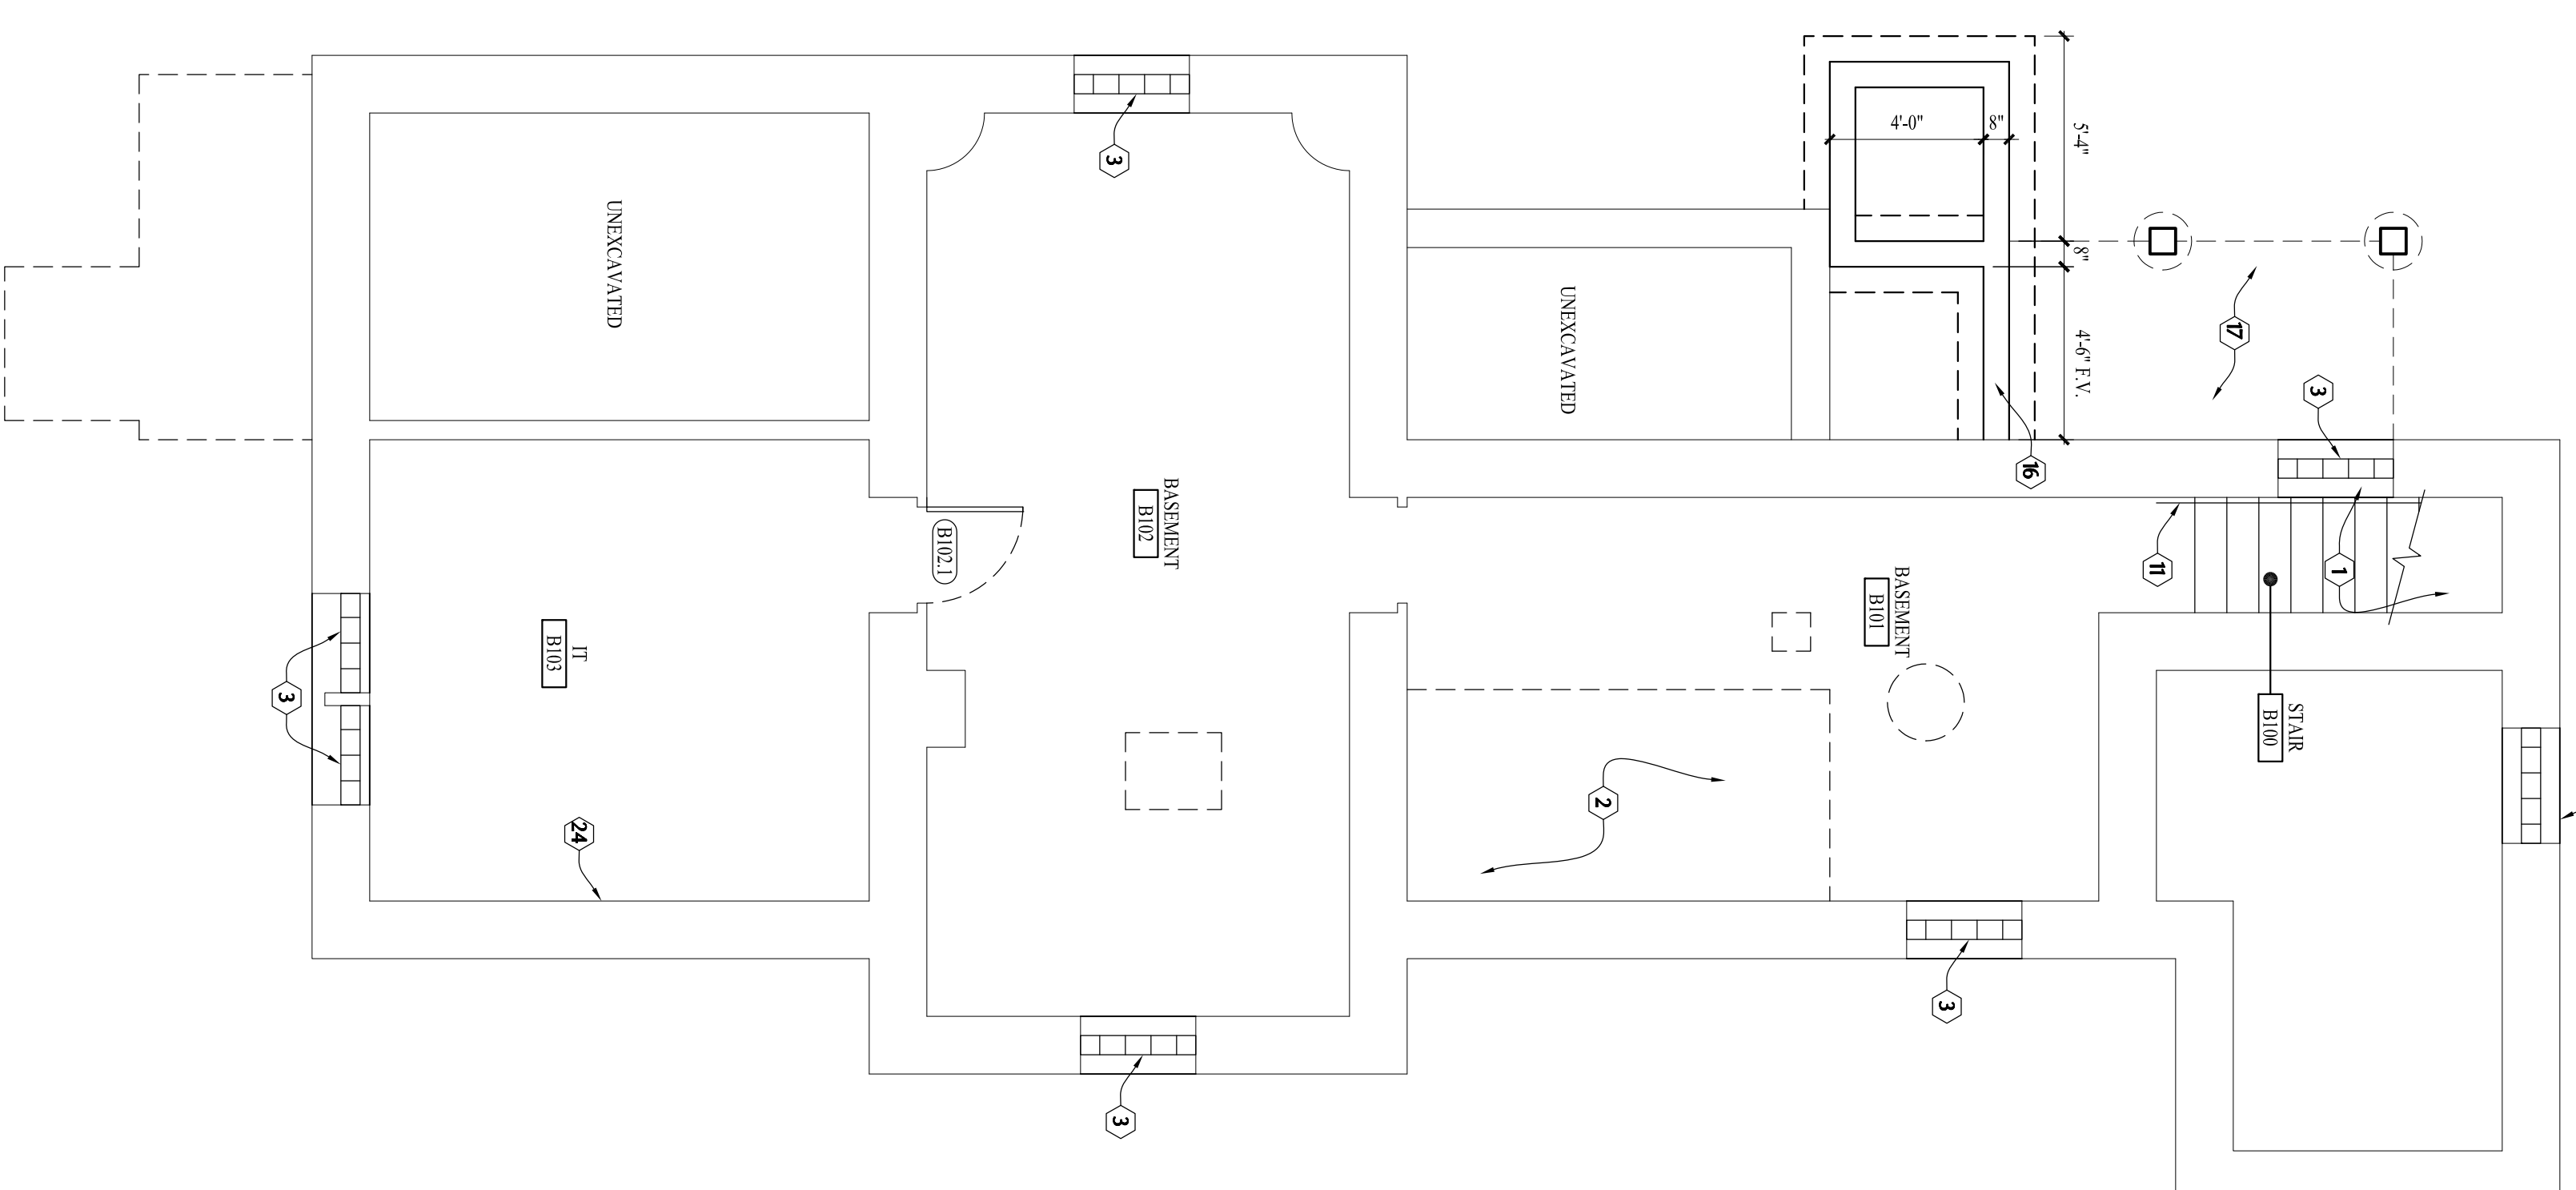 UNEXCAVATED
3
4'-0"
8"
5'-4"
8"
4'-6" F.V.
17
3
UNEXCAVATED
16
BASEMENT
B102
B102.1
BASEMENT
B101
11
1
STAIR
B100
IT
B103
3
24
2
3
3